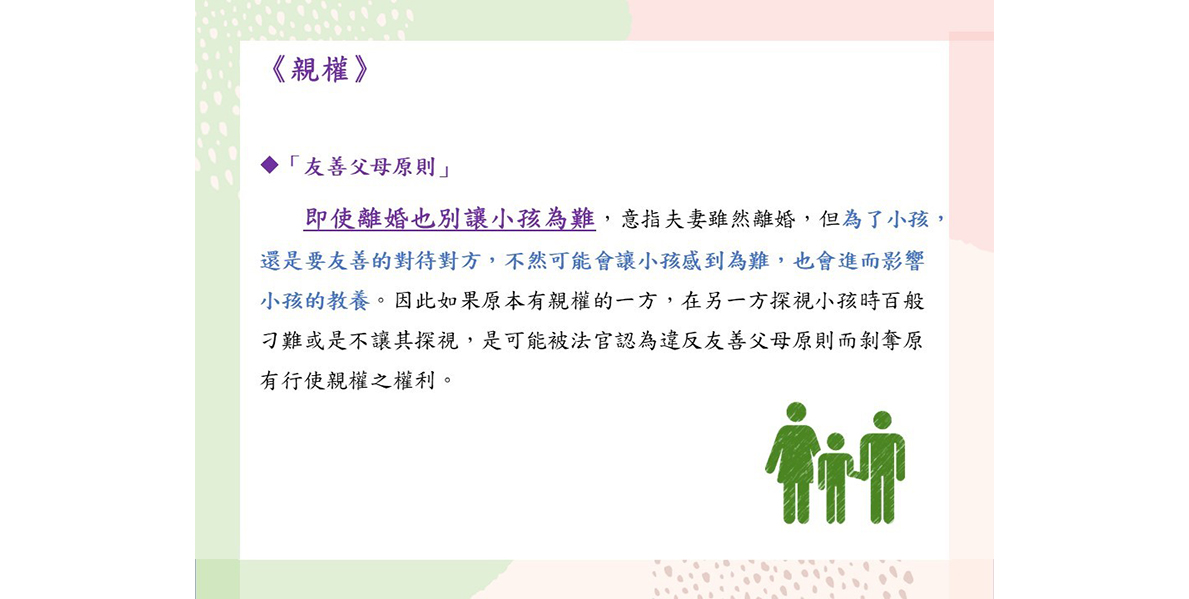 《親權》
◆「友善父母原則」
即使離婚也別讓小孩為難，意指夫妻雖然離婚，但為了小孩，
還是要友善的對待對方，不然可能會讓小孩感到為難，也會進而影響
小孩的教養。因此如果原本有親權的一方，在另一方探視小孩時百般
刁難或是不讓其探視，是可能被法官認為違反友善父母原則而剝奪原
有行使親權之權利。